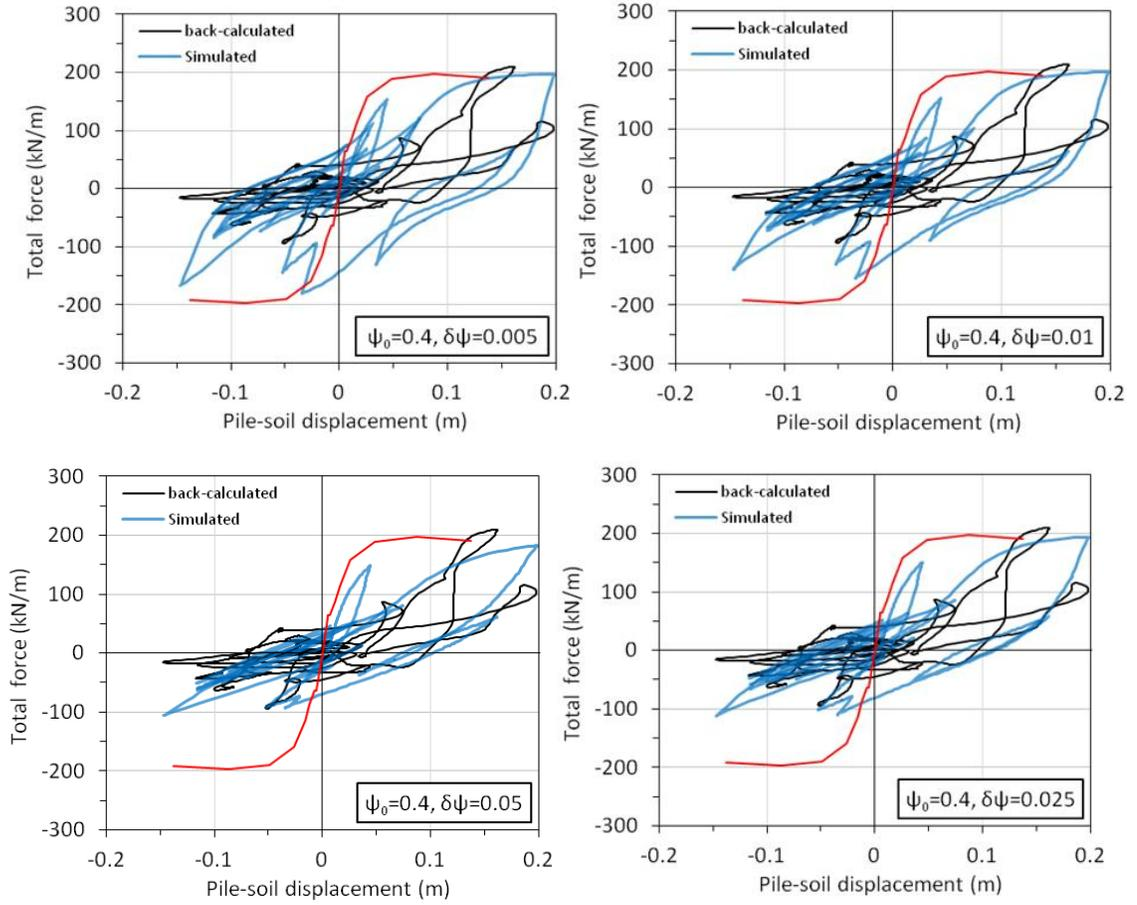 300
200
100
0
-100
-200
-300
-0.2
-0.1
0
0.1
0.2
Total force (kN/m)
Pile-soil displacement (m)
back-calculated
Simulated
ψ₀=0.4, δψ=0.005
300
200
100
0
-100
-200
-300
-0.2
-0.1
0
0.1
0.2
Total force (kN/m)
Pile-soil displacement (m)
back-calculated
Simulated
ψ₀=0.4, δψ=0.01
300
200
100
0
-100
-200
-300
-0.2
-0.1
0
0.1
0.2
Total force (kN/m)
Pile-soil displacement (m)
back-calculated
Simulated
ψ₀=0.4, δψ=0.05
300
200
100
0
-100
-200
-300
-0.2
-0.1
0
0.1
0.2
Total force (kN/m)
Pile-soil displacement (m)
back-calculated
Simulated
ψ₀=0.4, δψ=0.025